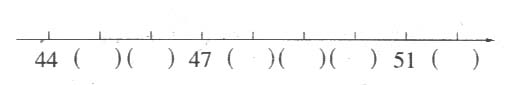 44 ( )( ) 47 ( )( )( ) 51 ( )